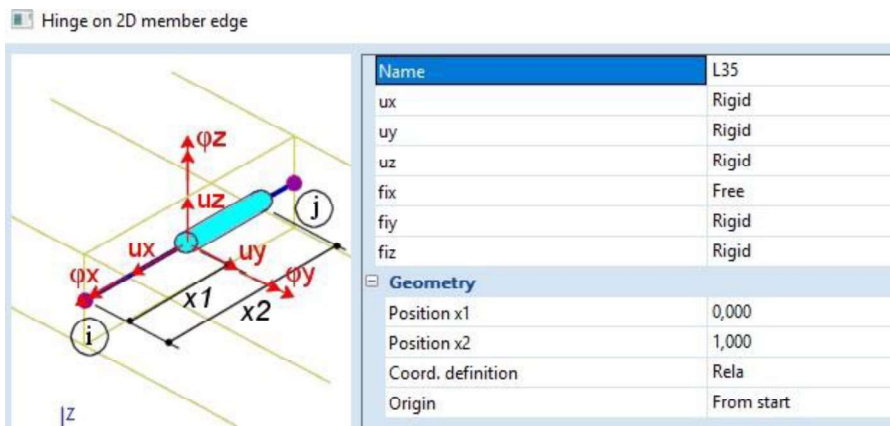 Hinge on 2D member edge
φz
uz
j
ux
uy
φx
φy
x1
x2
i
z
Name L35
ux Rigid
uy Rigid
uz Rigid
fix Free
fiy Rigid
fiz Rigid
Geometry
Position x1 0,000
Position x2 1,000
Coord. definition Rela
Origin From start